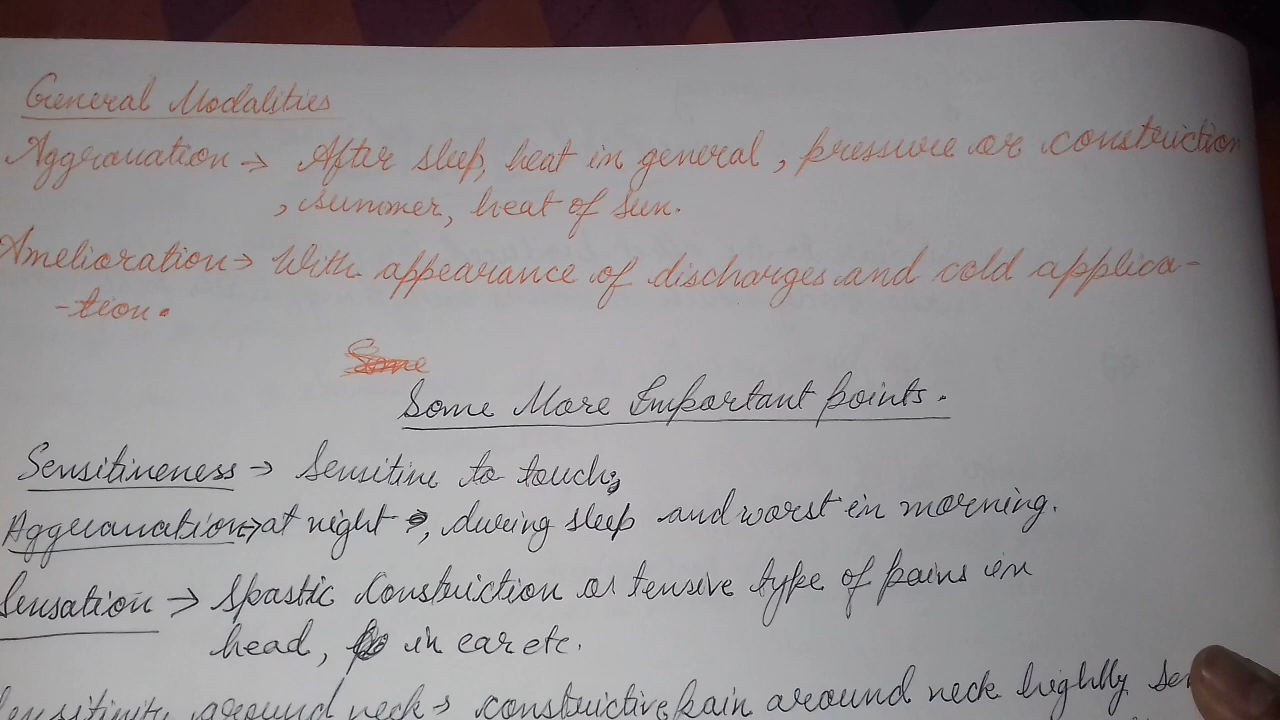 General Modalities
Aggravation → After sleep, heat in general, pressure or constriction
, summer, heat of sun.
Amelioration → With appearance of discharges and cold applica-
-tion.
Some
Some More Important points.
Sensitiveness → Sensitive to touch,
Aggravation → at night, during sleep and worst in morning.
Sensation → Spastic Constriction or tensive type of pains in
head, in ear etc.
Sensitivity around neck → constrictive pain around neck highly